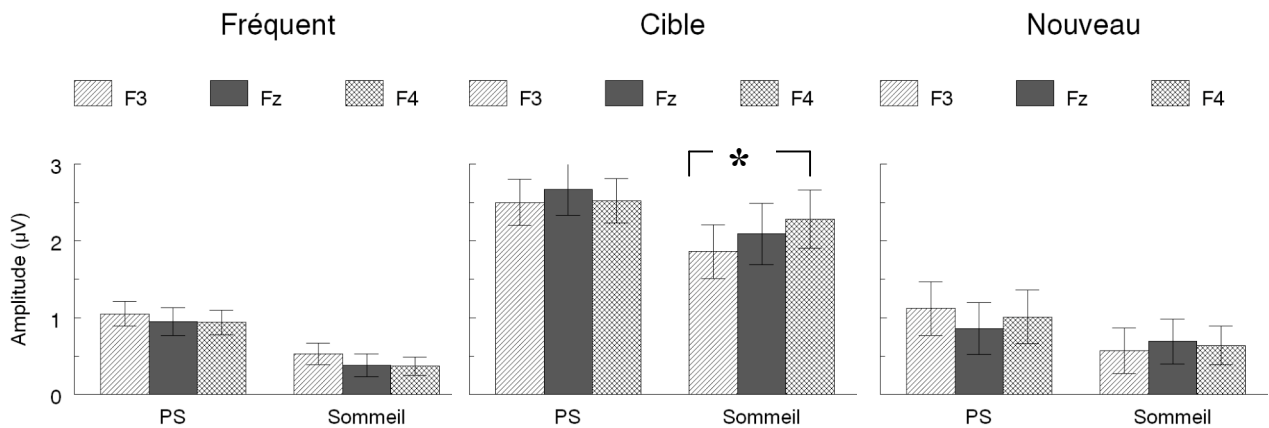 Fréquent Cible Nouveau
F3 Fz F4 F3 Fz F4 F3 Fz F4
3
*
2
Amplitude (µV)
1
0
PS Sommeil PS Sommeil PS Sommeil